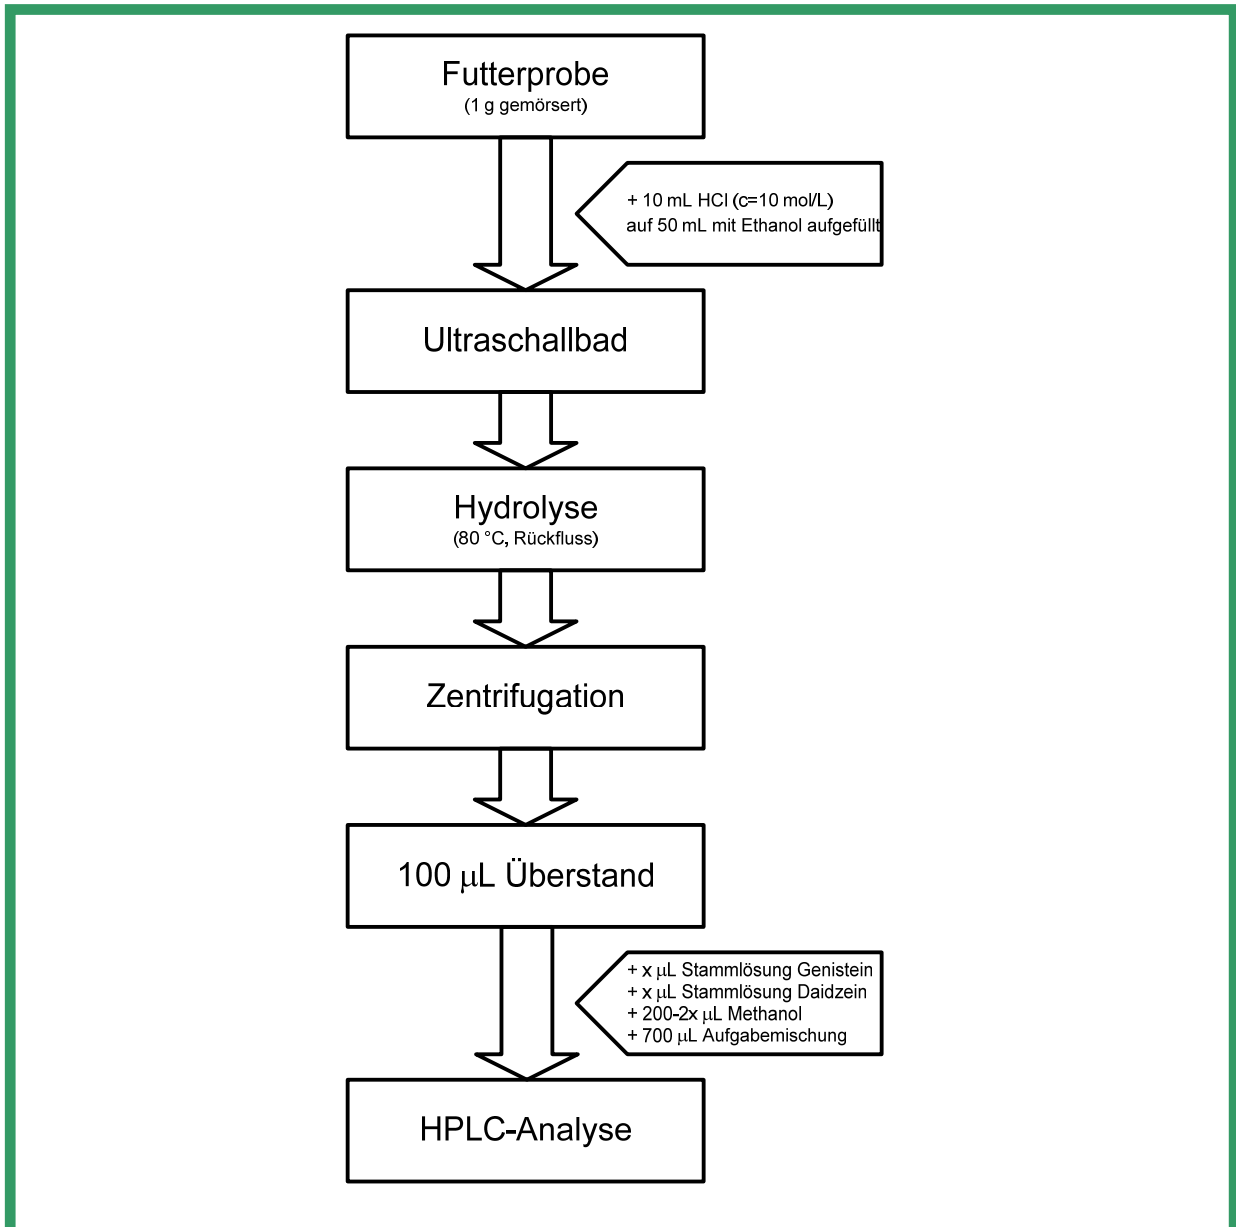 Futterprobe
(1 g gemörsert)
+ 10 mL HCl (c=10 mol/L)
auf 50 mL mit Ethanol aufgefüllt
Ultraschallbad
Hydrolyse
(80 °C, Rückfluss)
Zentrifugation
100 µL Überstand
+ x µL Stammlösung Genistein
+ x µL Stammlösung Daidzein
+ 200-2x µL Methanol
+ 700 µL Aufgabemischung
HPLC-Analyse